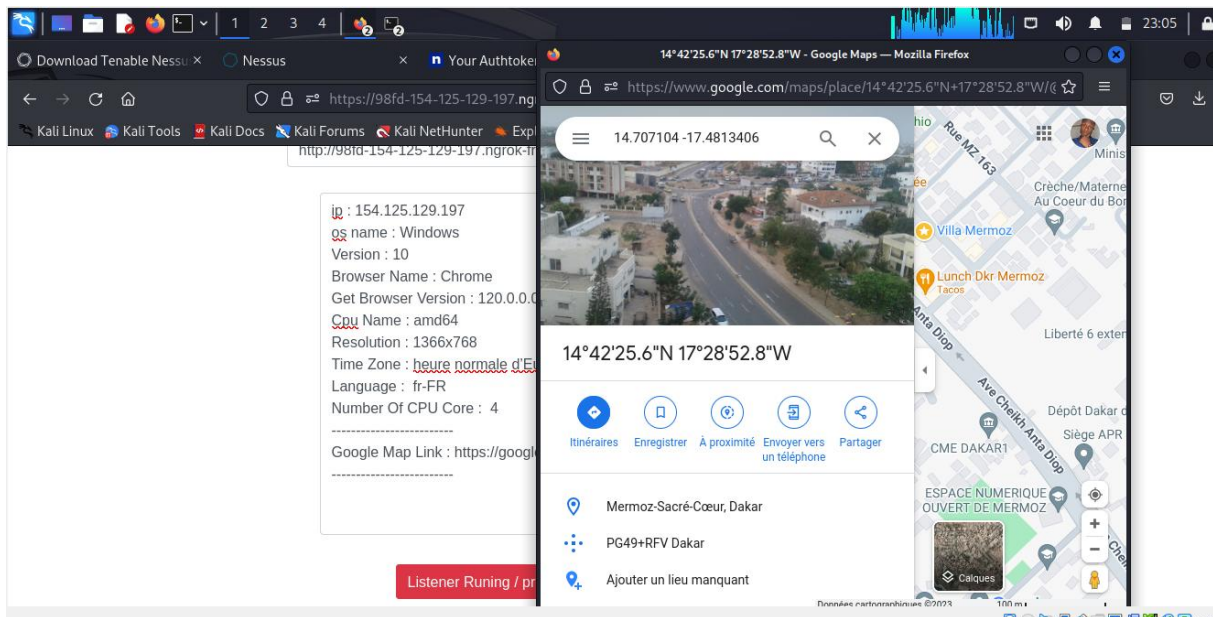 1 2 3 4
23:05
Download Tenable Nessu
Nessus
Your Authtoke
https://98fd-154-125-129-197.ng
Kali Linux Kali Tools Kali Docs Kali Forums Kali NetHunter Expl
http://98fd-154-125-129-197.ngrok-fr
ip : 154.125.129.197
os name : Windows
Version : 10
Browser Name : Chrome
Get Browser Version : 120.0.0.0
Cpu Name : amd64
Resolution : 1366x768
Time Zone : heure normale d'Eu
Language : fr-FR
Number Of CPU Core : 4
-------------------------
Google Map Link : https://googl
-------------------------
Listener Runing / pr
14°42'25.6"N 17°28'52.8"W - Google Maps — Mozilla Firefox
https://www.google.com/maps/place/14°42'25.6"N+17°28'52.8"W/@
14.707104 -17.4813406
14°42'25.6"N 17°28'52.8"W
Itinéraires
Enregistrer
À proximité
Envoyer vers
un téléphone
Partager
Mermoz-Sacré-Cœur, Dakar
PG49+RFV Dakar
Ajouter un lieu manquant
hio
Rue MZ 163
Minis
ée
Crèche/Materne
Au Coeur du Bor
Villa Mermoz
Lunch Dkr Mermoz
Tacos
Anta Diop
Liberté 6 exter
Ave Cheikh Anta Diop
Dépôt Dakar d
Siège APR
CME DAKAR1
ESPACE NUMERIQUE
OUVERT DE MERMOZ
Calques
Données cartographiques ©2023
100 m